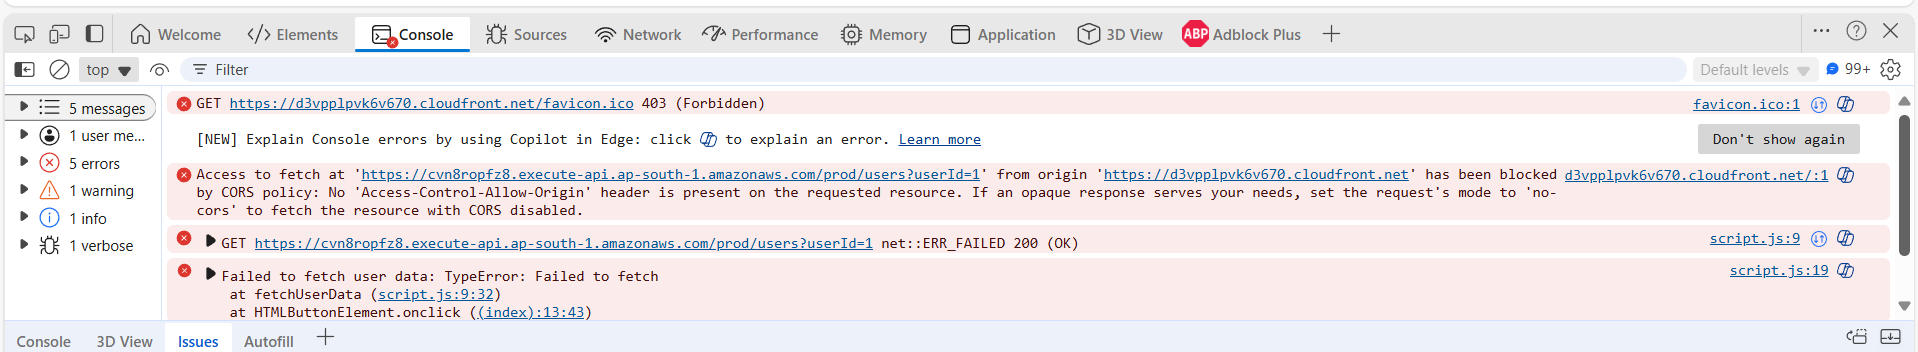 Welcome
Elements
Console
Sources
Network
Performance
Memory
Application
3D View
ABP Adblock Plus
top
Filter
Default levels
99+
5 messages
1 user me...
5 errors
1 warning
1 info
1 verbose
GET https://d3vpplpvk6v670.cloudfront.net/favicon.ico 403 (Forbidden)
favicon.ico:1
[NEW] Explain Console errors by using Copilot in Edge: click to explain an error. Learn more
Don't show again
Access to fetch at 'https://cvn8ropfz8.execute-api.ap-south-1.amazonaws.com/prod/users?userId=1' from origin 'https://d3vpplpvk6v670.cloudfront.net' has been blocked
d3vpplpvk6v670.cloudfront.net/:1
by CORS policy: No 'Access-Control-Allow-Origin' header is present on the requested resource. If an opaque response serves your needs, set the request's mode to 'no-
cors' to fetch the resource with CORS disabled.
GET https://cvn8ropfz8.execute-api.ap-south-1.amazonaws.com/prod/users?userId=1 net::ERR_FAILED 200 (OK)
script.js:9
Failed to fetch user data: TypeError: Failed to fetch
script.js:19
at fetchUserData (script.js:9:32)
at HTMLButtonElement.onclick ((index):13:43)
Console
3D View
Issues
Autofill